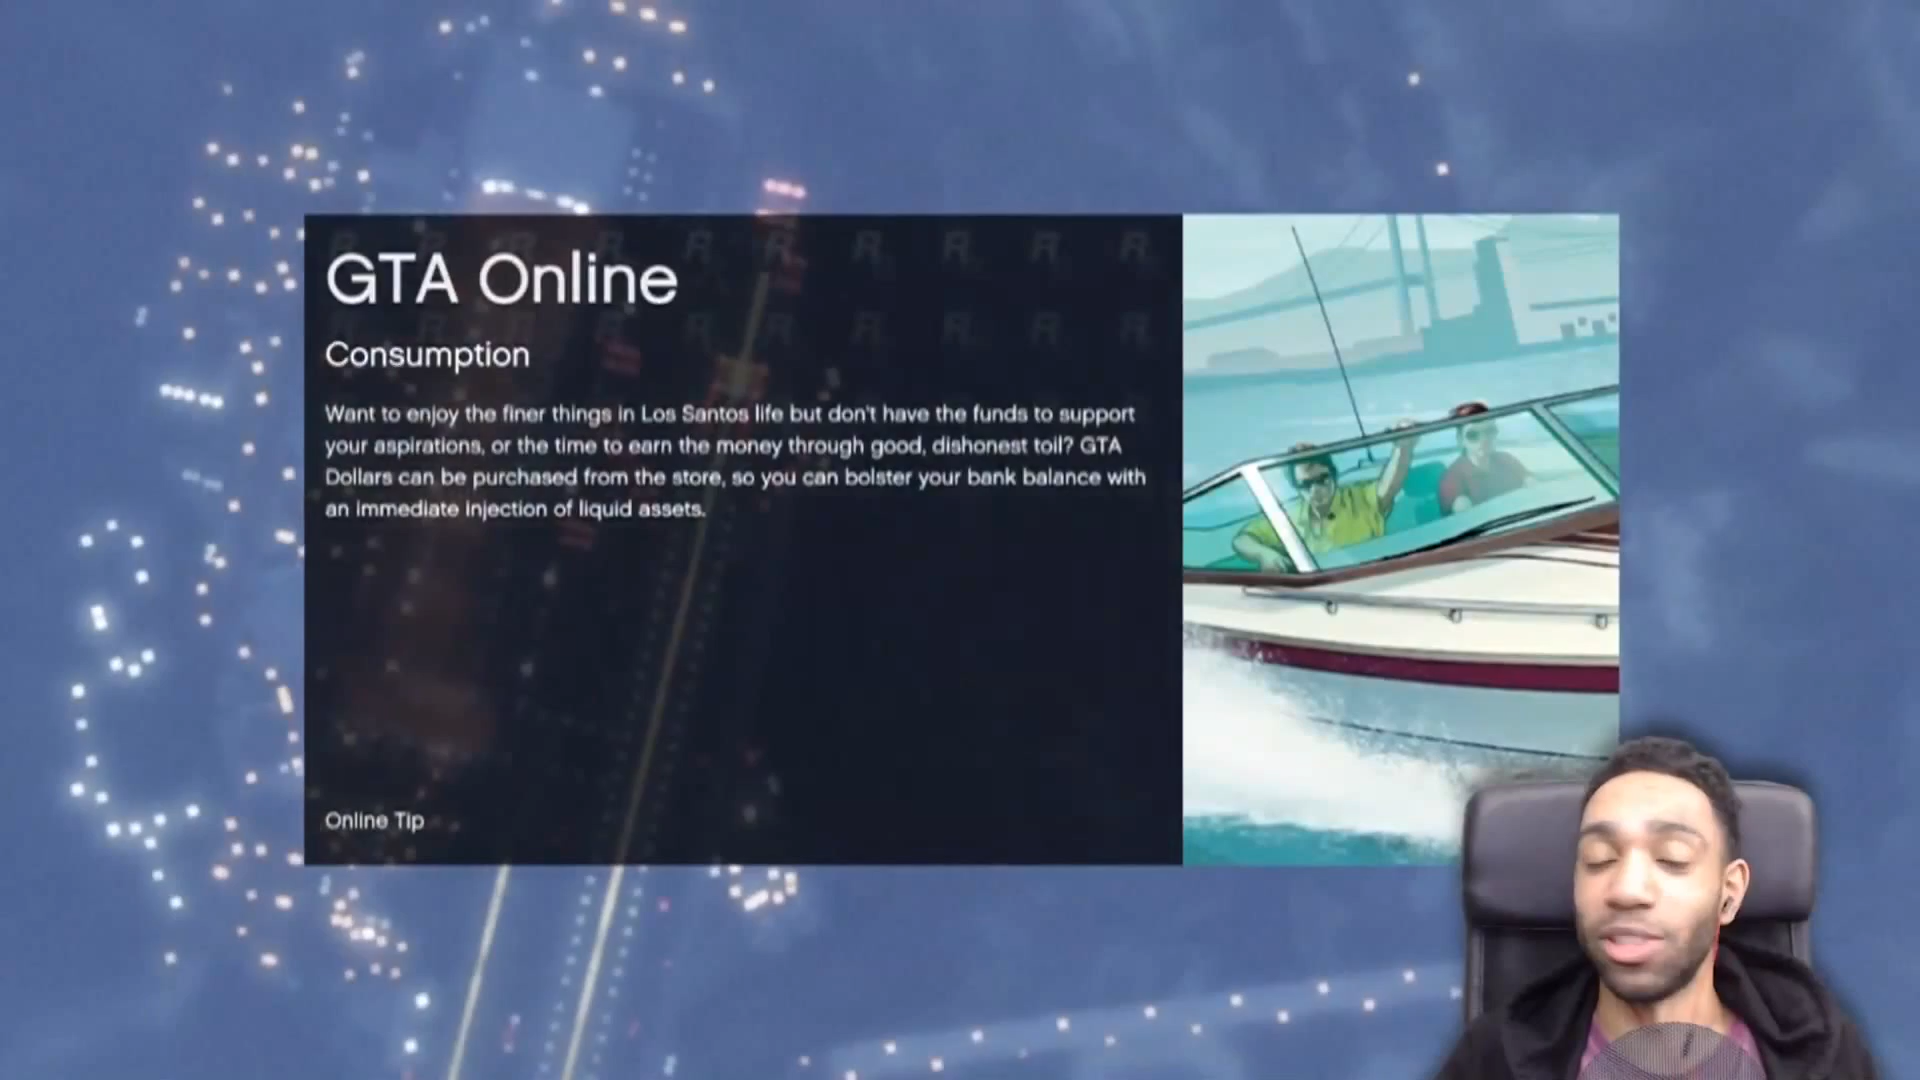 GTA Online
Consumption
Want to enjoy the finer things in Los Santos life but don't have the funds to support
your aspirations, or the time to earn the money through good, dishonest toil? GTA
Dollars can be purchased from the store, so you can bolster your bank balance with
an immediate injection of liquid assets.
Online Tip